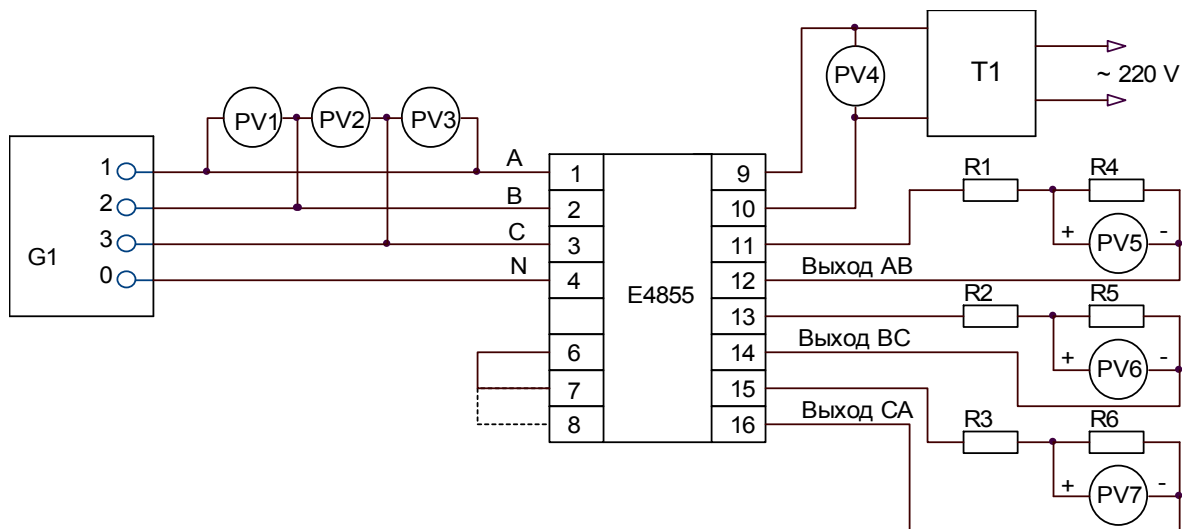 PV4
T1
~ 220 V
PV1 PV2 PV3
G1
1
2
3
0
A
B
C
N
1
2
3
4
6
7
8
E4855
9
10
11
12
13
14
15
16
Выход AB
Выход BC
Выход CA
R1 R4
+ PV5 -
R2 R5
+ PV6 -
R3 R6
+ PV7 -